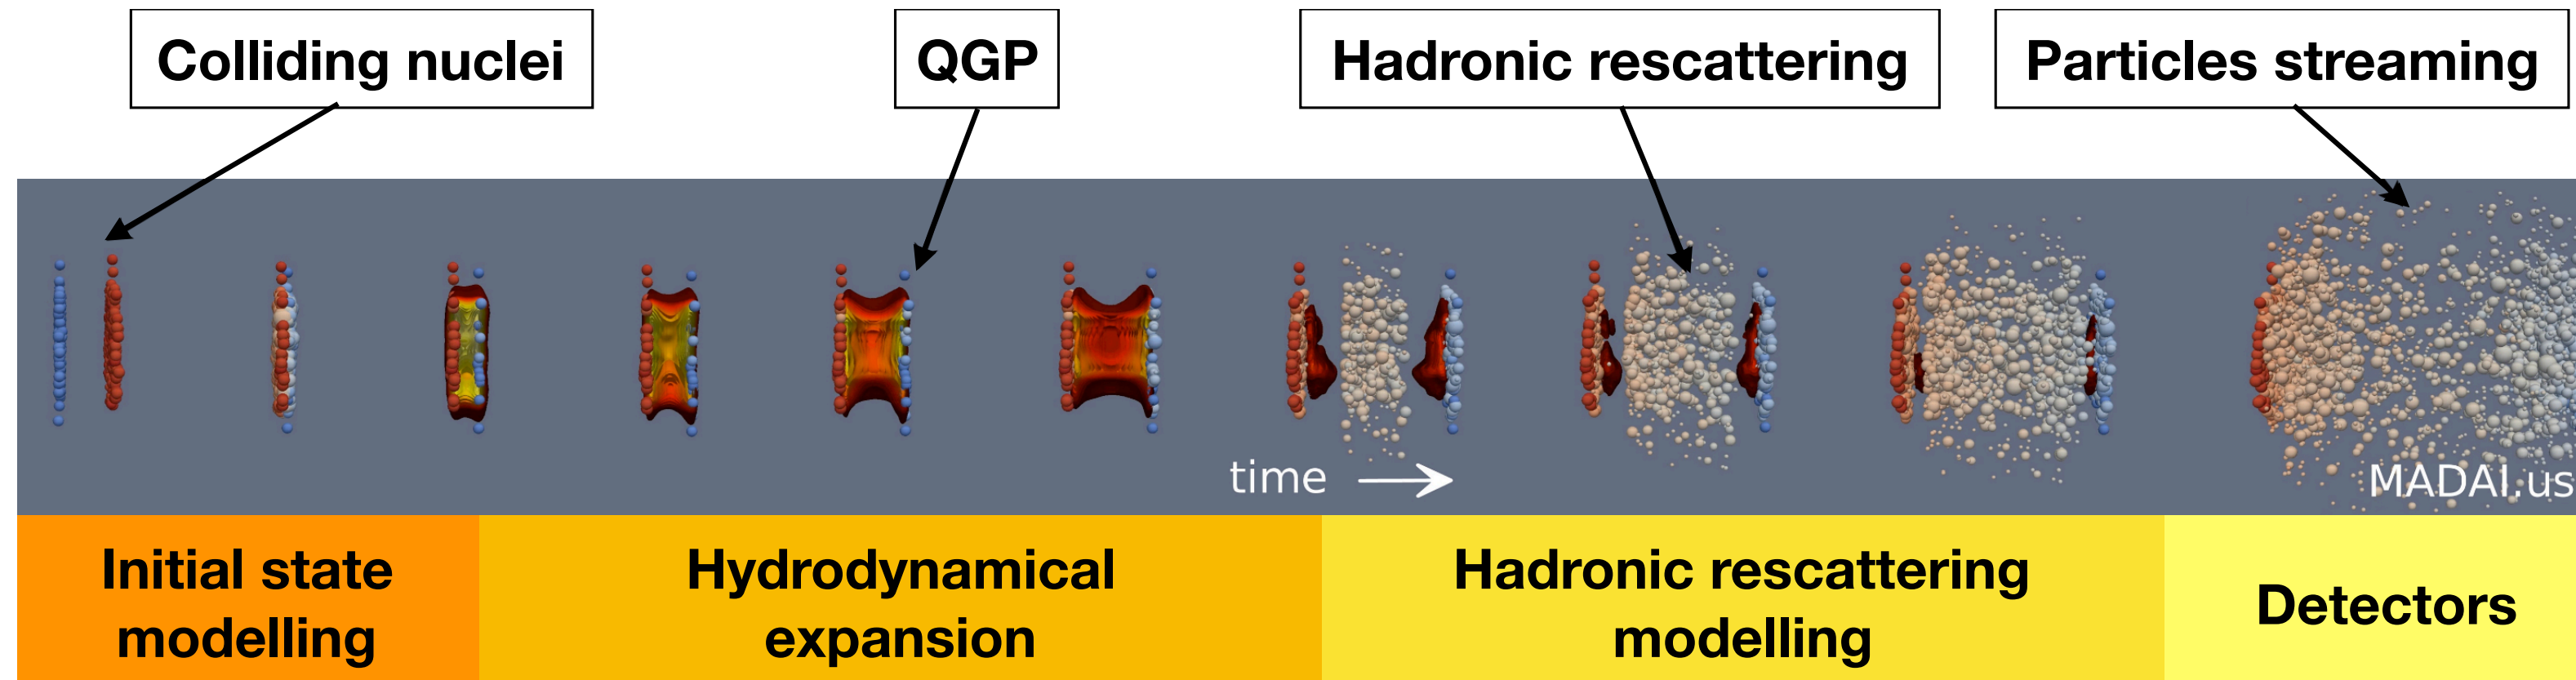 Colliding nuclei
QGP
Hadronic rescattering
Particles streaming
time
MADAI.us
Initial state
modelling
Hydrodynamical
expansion
Hadronic rescattering
modelling
Detectors